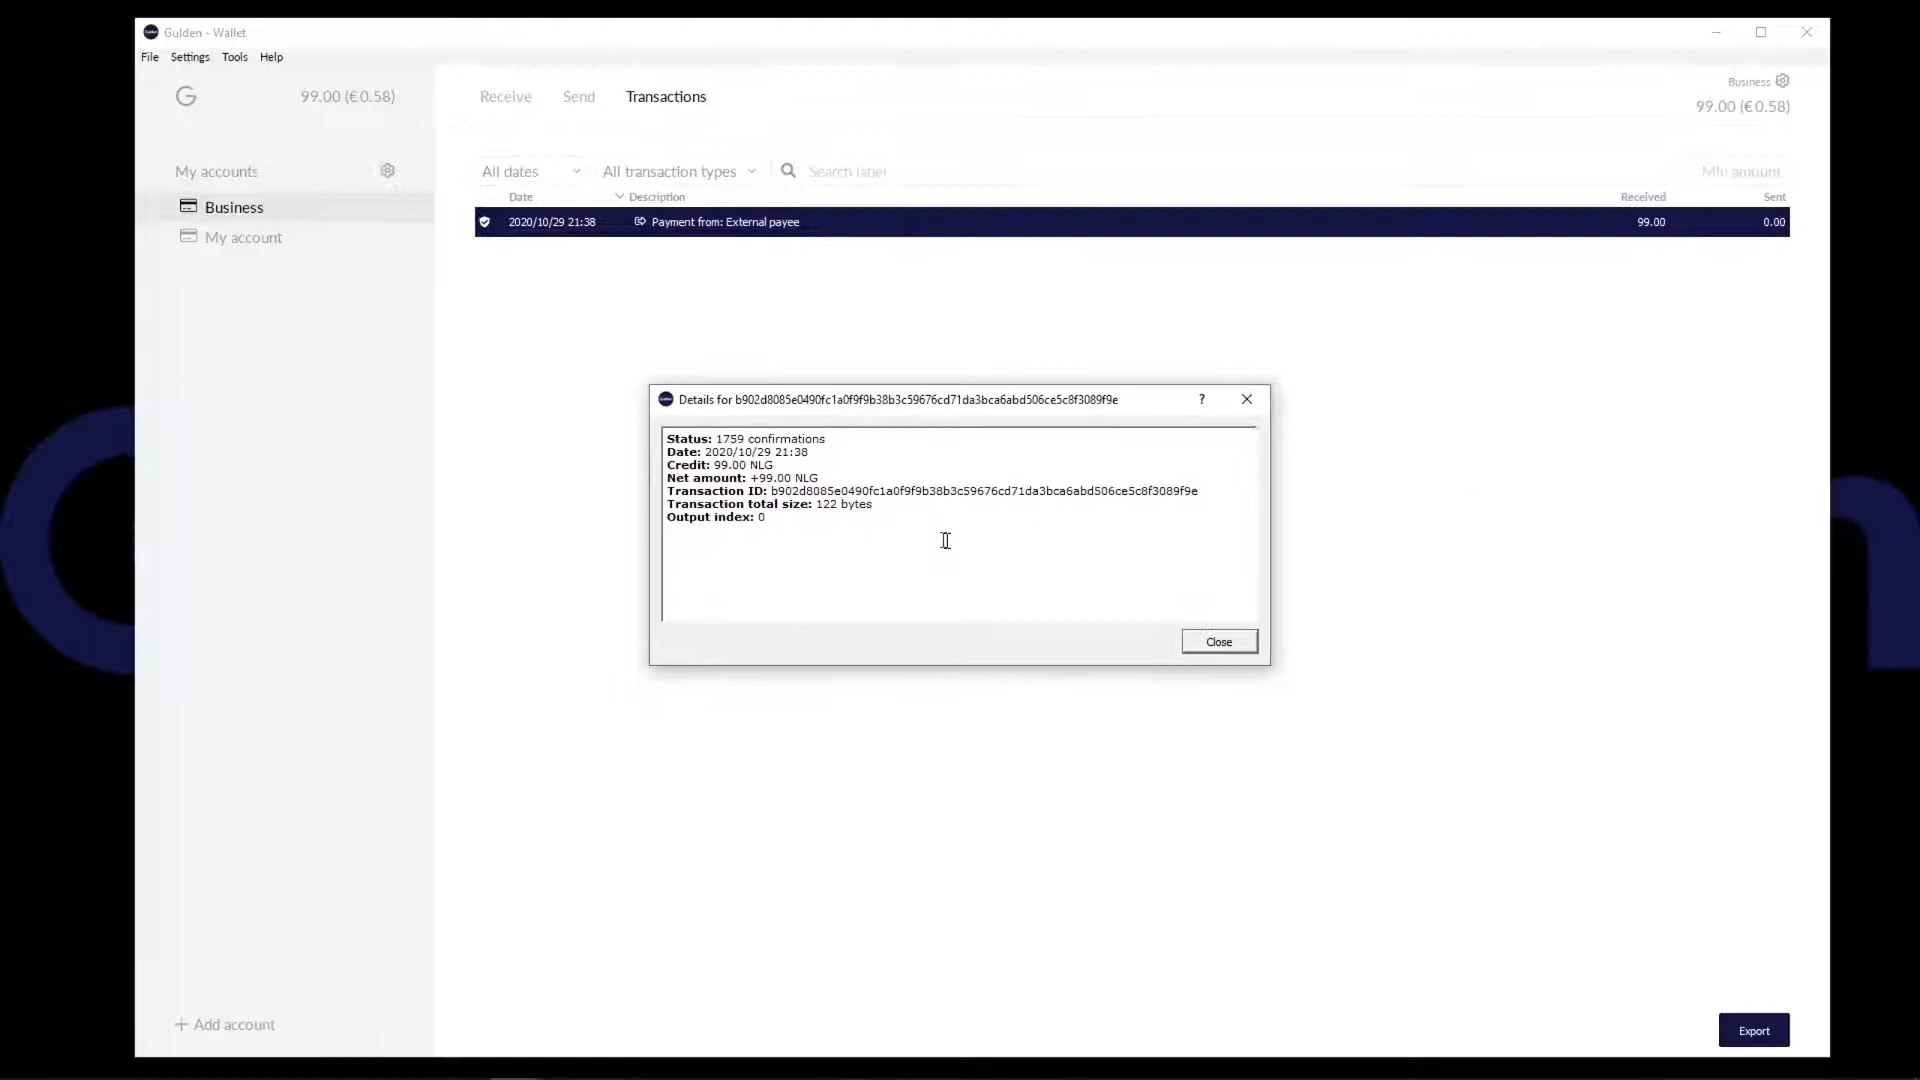 Gulden - Wallet
File Settings Tools Help
99.00 (€0.58)
Receive Send Transactions
Business
99.00 (€0.58)
My accounts
All dates All transaction types Search label Min amount
Date Description Received Sent
Business
2020/10/29 21:38 Payment from: External payee 99.00 0.00
My account
Details for b902d8085e0490fc1a0f9f9b38b3c59676cd71da3bca6abd506ce5c8f3089f9e
Status: 1759 confirmations
Date: 2020/10/29 21:38
Credit: 99.00 NLG
Net amount: +99.00 NLG
Transaction ID: b902d8085e0490fc1a0f9f9b38b3c59676cd71da3bca6abd506ce5c8f3089f9e
Transaction total size: 122 bytes
Output index: 0
Close
Add account
Export